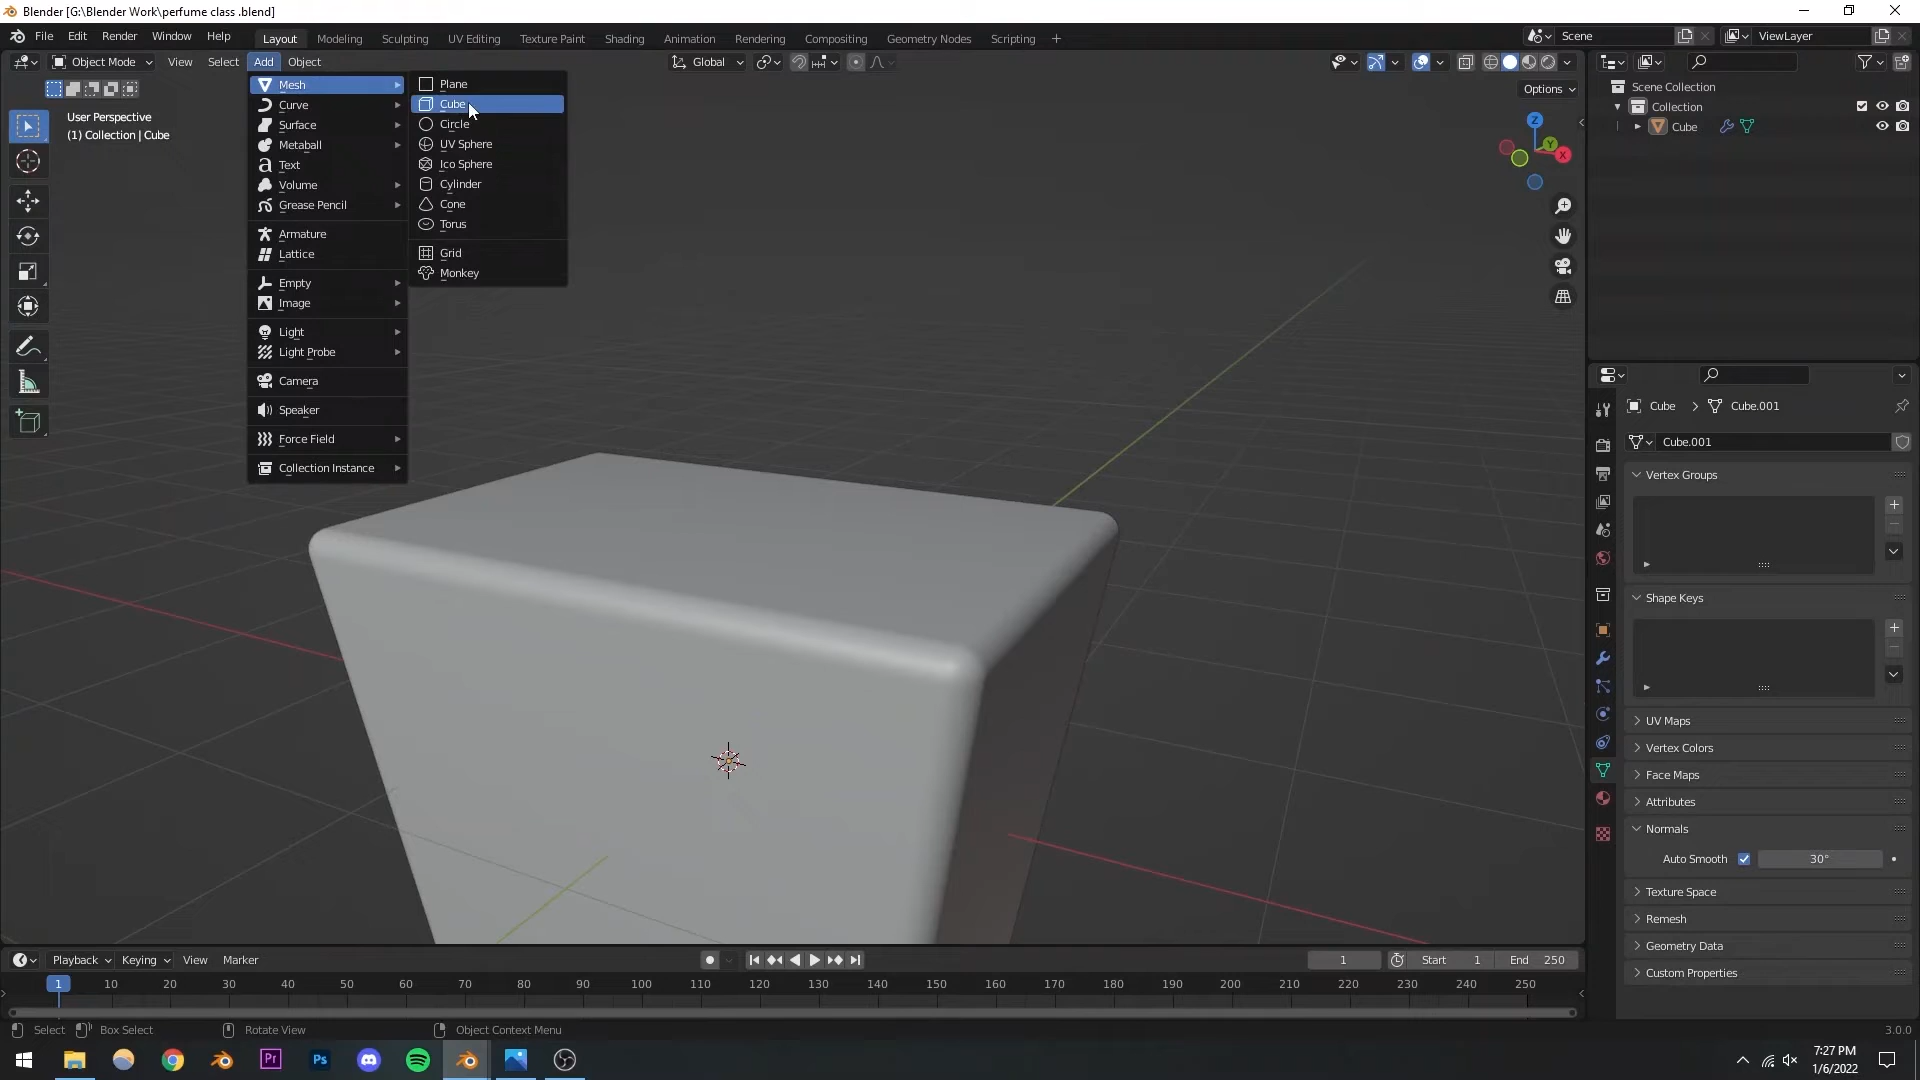 Blender [G:\Blender Work\perfume class .blend]
File Edit Render Window Help Layout Modeling Sculpting UV Editing Texture Paint Shading Animation Rendering Compositing Geometry Nodes Scripting + Scene ViewLayer
Object Mode View Select Add Object Global
Options
User Perspective
(1) Collection | Cube
Mesh
Curve
Surface
Metaball
Text
Volume
Grease Pencil
Armature
Lattice
Empty
Image
Light
Light Probe
Camera
Speaker
Force Field
Collection Instance
Plane
Cube
Circle
UV Sphere
Ico Sphere
Cylinder
Cone
Torus
Grid
Monkey
Z
Y
X
Scene Collection
Collection
Cube
Cube Cube.001
Cube.001
Vertex Groups
Shape Keys
UV Maps
Vertex Colors
Face Maps
Attributes
Normals
Auto Smooth 30°
Texture Space
Remesh
Geometry Data
Custom Properties
Playback Keying View Marker 1 Start 1 End 250
1 10 20 30 40 50 60 70 80 90 100 110 120 130 140 150 160 170 180 190 200 210 220 230 240 250
Select Box Select Rotate View Object Context Menu 3.0.0
Pr Ps
7:27 PM
1/6/2022